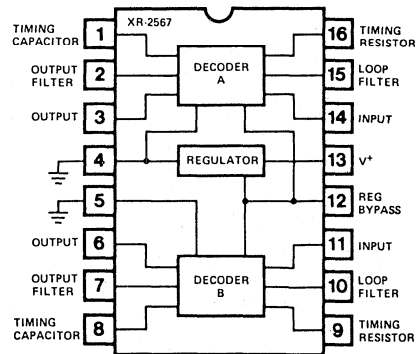 XR-2567
TIMING
CAPACITOR
1
OUTPUT
FILTER
2
OUTPUT
3
4
5
OUTPUT
6
OUTPUT
FILTER
7
TIMING
CAPACITOR
8
DECODER
A
REGULATOR
DECODER
B
16
TIMING
RESISTOR
15
LOOP
FILTER
14
INPUT
13
V+
12
REG
BYPASS
11
INPUT
10
LOOP
FILTER
9
TIMING
RESISTOR